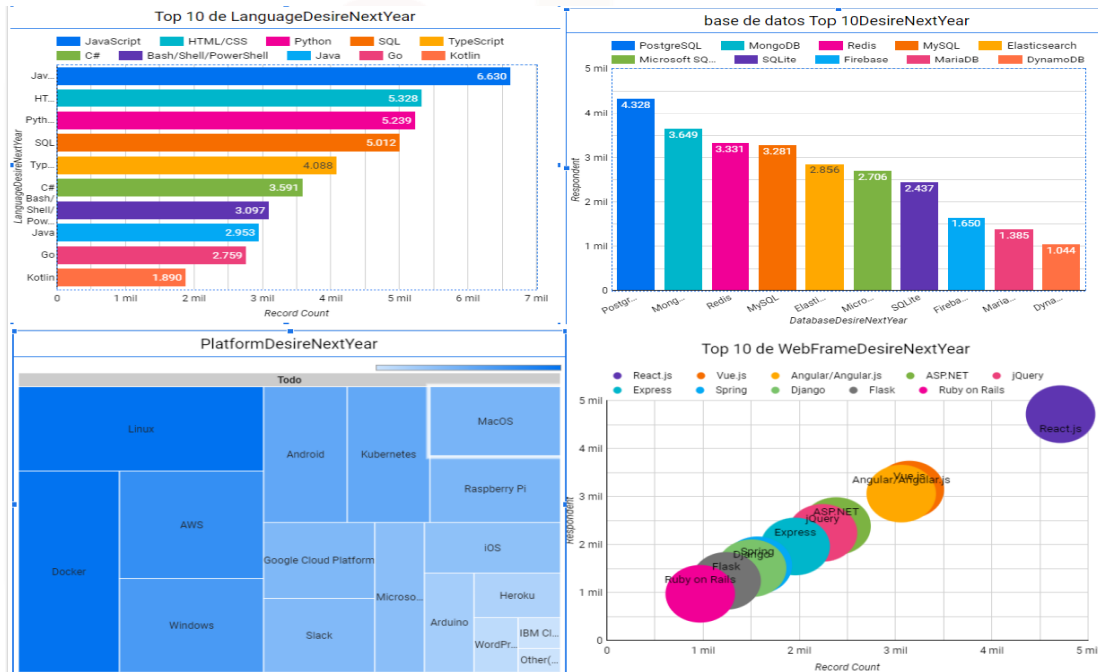 Top 10 de LanguageDesireNextYear
JavaScript HTML/CSS Python SQL TypeScript
C# Bash/Shell/PowerShell Java Go Kotlin
LanguageDesireNextYear
Jav... 6.630
HT... 5.328
Pyth... 5.239
SQL 5.012
Typ... 4.088
C# 3.591
Bash/
Shell/
Pow...
3.097
Java 2.953
Go 2.759
Kotlin 1.890
0 1 mil 2 mil 3 mil 4 mil 5 mil 6 mil 7 mil
Record Count
base de datos Top 10DesireNextYear
PostgreSQL MongoDB Redis MySQL Elasticsearch
Microsoft SQ... SQLite Firebase MariaDB DynamoDB
Respondent
5 mil
4 mil
3 mil
2 mil
1 mil
0
4.328 3.649 3.331 3.281 2.856 2.706 2.437 1.650 1.385 1.044
Postgr... Mong... Redis MySQL Elasti... Micro... SQLite Fireba... Maria... Dyna...
DatabaseDesireNextYear
PlatformDesireNextYear
Todo
Linux
Docker
AWS
Windows
Android
Kubernetes
MacOS
Raspberry Pi
Google Cloud Platform
Slack
Microso...
iOS
Arduino
Heroku
WordPr...
IBM Cl...
Other(...
Top 10 de WebFrameDesireNextYear
React.js Vue.js Angular/Angular.js ASP.NET jQuery
Express Spring Django Flask Ruby on Rails
Respondent
5 mil
4 mil
3 mil
2 mil
1 mil
0
React.js
Vue.js
Angular/Angular.js
ASP.NET
jQuery
Express
Spring
Django
Flask
Ruby on Rails
0 1 mil 2 mil 3 mil 4 mil 5 mil
Record Count